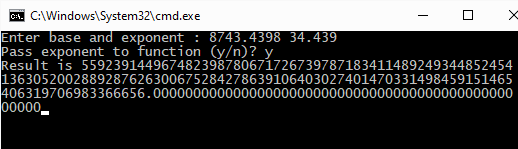 C:\Windows\System32\cmd.exe
Enter base and exponent : 8743.4398 34.439
Pass exponent to function (y/n)? y
Result is 559239144967482398780671726739787183411489249344852454
1363052002889287626300675284278639106403027401470331498459151465
406319706983366656.000000000000000000000000000000000000000000000
00000